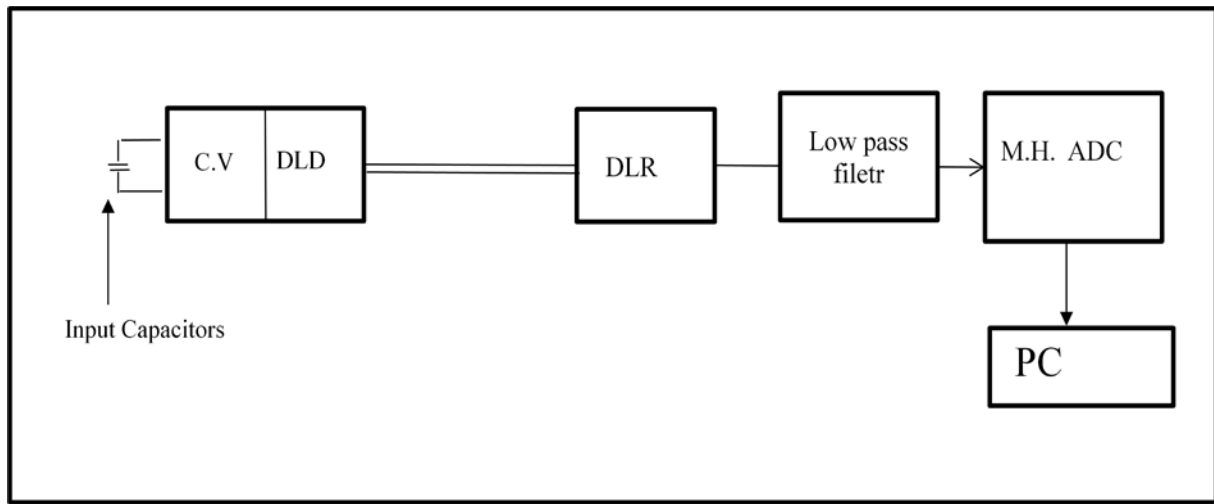 C.V
DLD
DLR
Low pass
filetr
M.H. ADC
Input Capacitors
PC